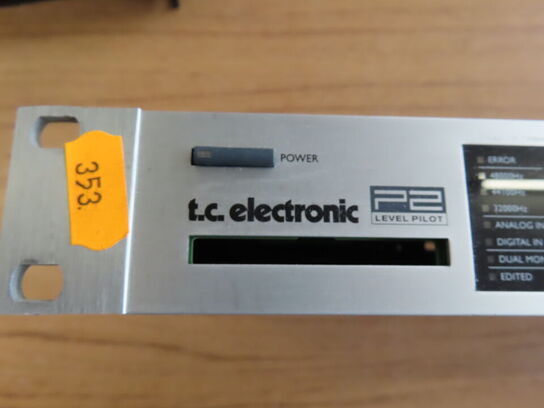 353.
POWER
t.c. electronic
P2
LEVEL PILOT
ERROR
48000Hz
44100Hz
32000Hz
ANALOG IN
DIGITAL IN
DUAL MON
EDITED